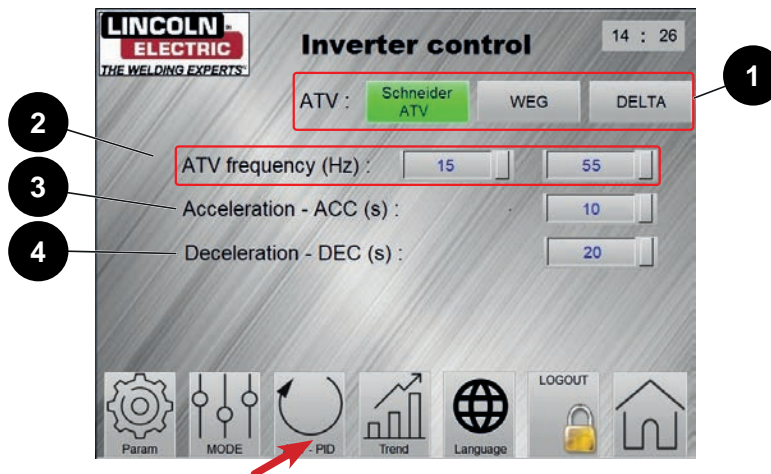 LINCOLN
ELECTRIC
THE WELDING EXPERTS®
Inverter control
14 : 26
1
ATV :
Schneider
ATV
WEG
DELTA
2
ATV frequency (Hz) :
15
55
3
Acceleration - ACC (s) :
10
4
Deceleration - DEC (s) :
20
Param
MODE
- PID
Trend
Language
LOGOUT